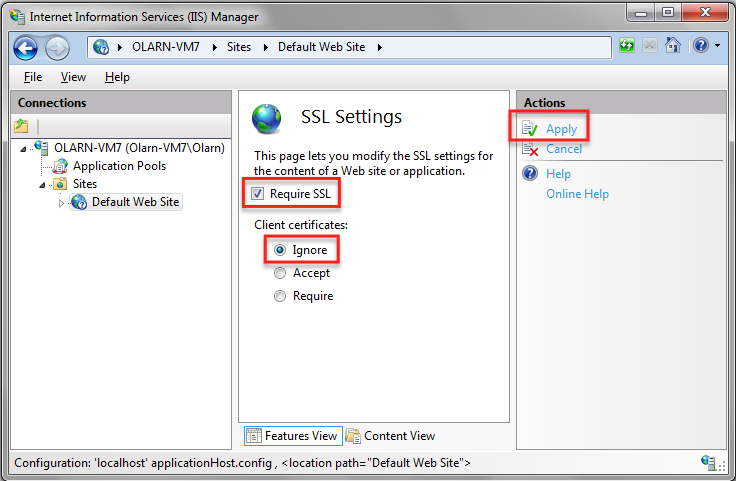 Internet Information Services (IIS) Manager
OLARN-VM7 Sites Default Web Site
File View Help
Connections
OLARN-VM7 (Olarn-VM7\Olarn)
Application Pools
Sites
Default Web Site
SSL Settings
This page lets you modify the SSL settings for
the content of a Web site or application.
Require SSL
Client certificates:
Ignore
Accept
Require
Features View Content View
Actions
Apply
Cancel
Help
Online Help
Configuration: 'localhost' applicationHost.config , <location path="Default Web Site">